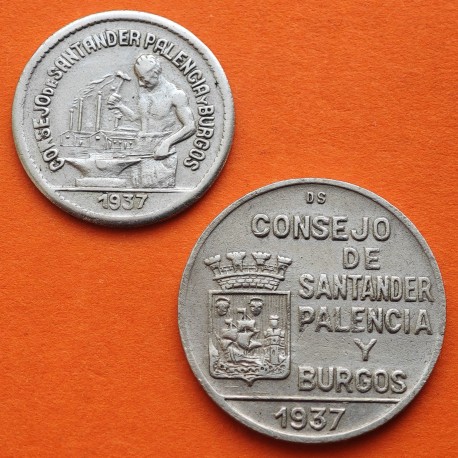 CONSEJO DE SANTANDER PALENCIA Y BURGOS
1937
DS
CONSEJO
DE
SANTANDER
PALENCIA
Y
BURGOS
1937